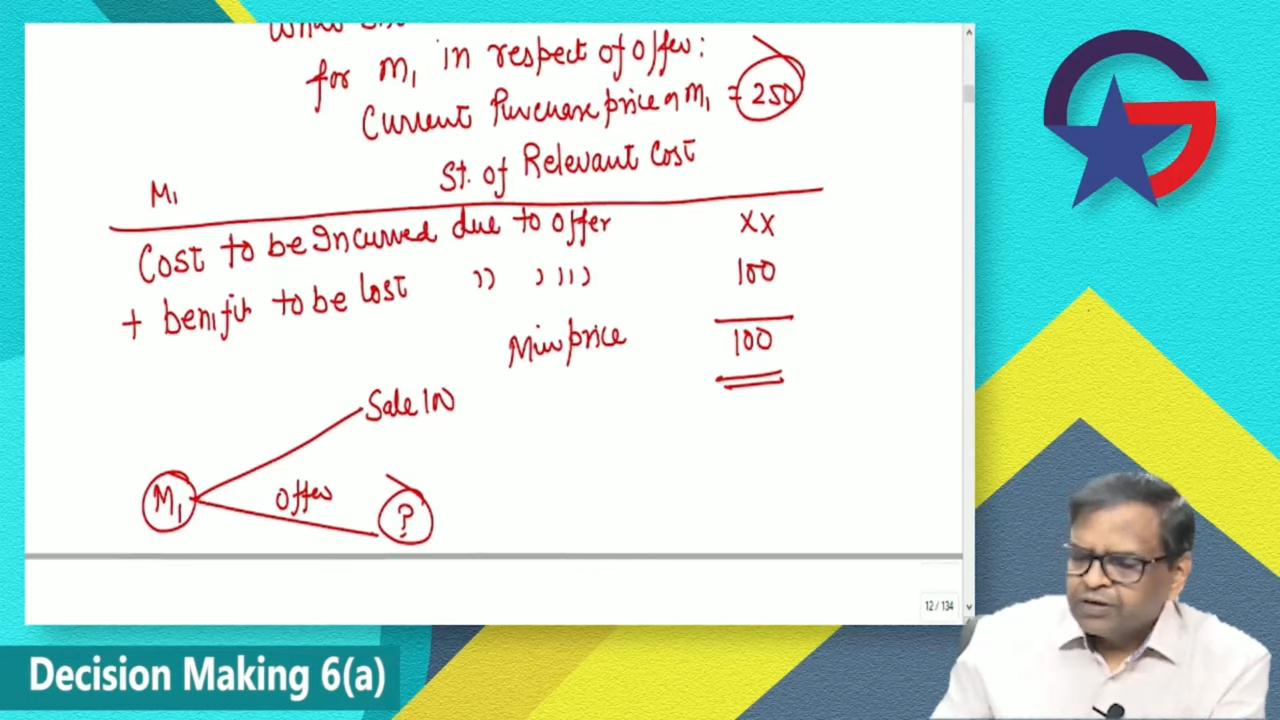 for M1 in respect of offer:
Current Purchase price of M1 = 250
M1 St. of Relevant Cost
Cost to be Incurred due to offer XX
+ benifit to be lost ,, ,,,, 100
Min price 100
Sale 100
M1 offer ?
12 / 134
Decision Making 6(a)